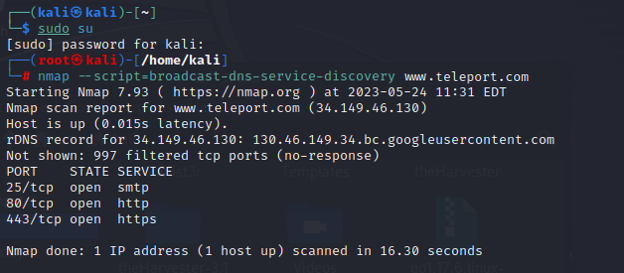 ┌──(kali㉿kali)-[~]
└─$ sudo su
[sudo] password for kali:
┌──(root㉿kali)-[/home/kali]
└─# nmap --script=broadcast-dns-service-discovery www.teleport.com
Starting Nmap 7.93 ( https://nmap.org ) at 2023-05-24 11:31 EDT
Nmap scan report for www.teleport.com (34.149.46.130)
Host is up (0.015s latency).
rDNS record for 34.149.46.130: 130.46.149.34.bc.googleusercontent.com
Not shown: 997 filtered tcp ports (no-response)
PORT    STATE SERVICE
25/tcp  open  smtp
80/tcp  open  http
443/tcp open  https
Nmap done: 1 IP address (1 host up) scanned in 16.30 seconds